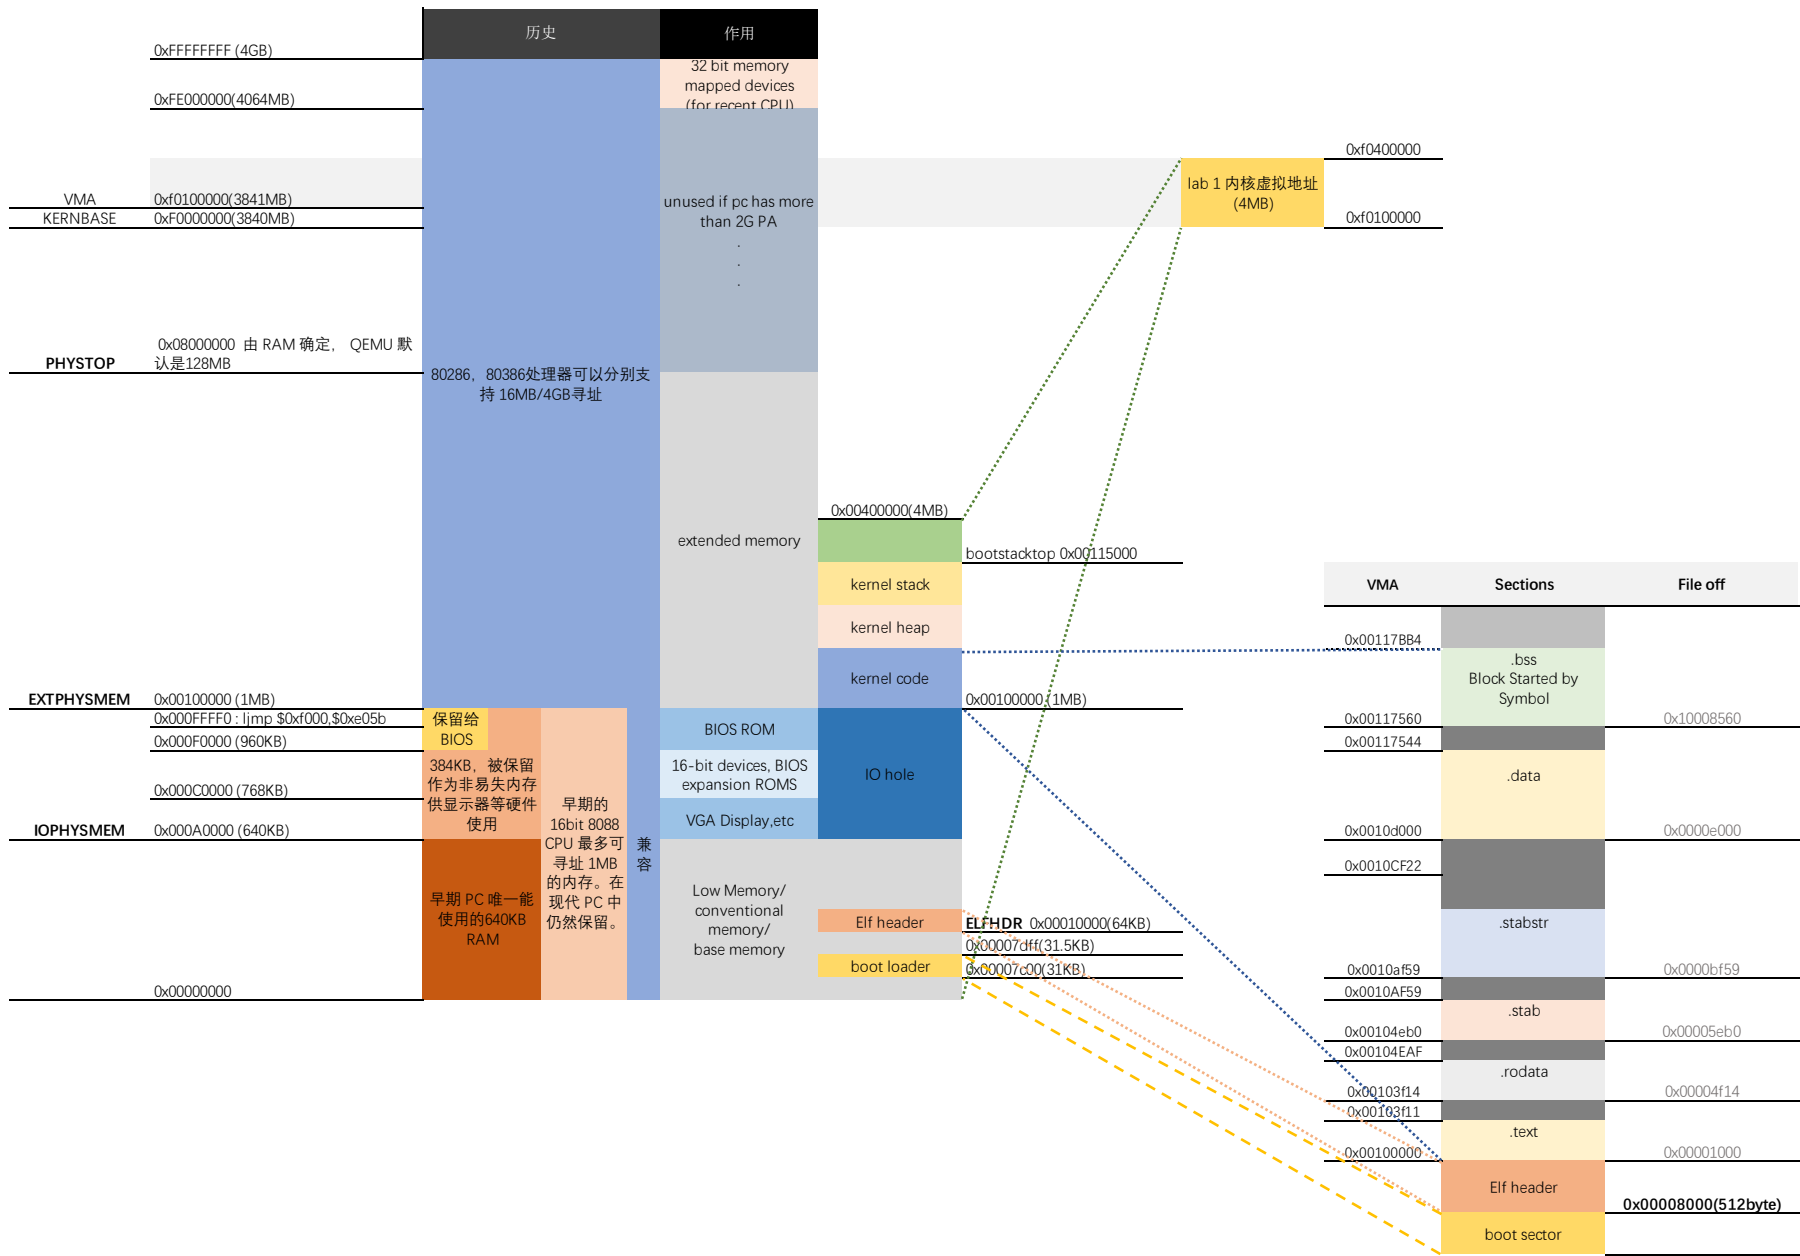 历史
作用
0xFFFFFFFF (4GB)
32 bit memory
mapped devices
(for recent CPU)
0xFE000000(4064MB)
0xf0400000
lab 1 内核虚拟地址
(4MB)
0xf0100000
VMA
0xf0100000(3841MB)
KERNBASE
0xF0000000(3840MB)
unused if pc has more
than 2G PA
.
.
.
0x08000000 由 RAM 确定， QEMU 默
认是128MB
PHYSTOP
80286，80386处理器可以分别支
持 16MB/4GB寻址
0x00400000(4MB)
extended memory
bootstacktop 0x00115000
kernel stack
kernel heap
kernel code
VMA
Sections
File off
0x00117BB4
.bss
Block Started by
Symbol
EXTPHYSMEM
0x00100000 (1MB)
0x00100000 (1MB)
0x000FFFF0 : ljmp $0xf000,$0xe05b
保留给
BIOS
BIOS ROM
0x00117560
0x10008560
0x000F0000 (960KB)
0x00117544
384KB，被保留
作为非易失内存
供显示器等硬件
使用
16-bit devices, BIOS
expansion ROMS
IO hole
.data
0x000C0000 (768KB)
VGA Display,etc
IOPHYSMEM
0x000A0000 (640KB)
0x0010d000
0x0000e000
早期的
16bit 8088
CPU 最多可
寻址 1MB
的内存。在
现代 PC 中
仍然保留。
兼
容
0x0010CF22
早期 PC 唯一能
使用的640KB
RAM
Low Memory/
conventional
memory/
base memory
Elf header
ELFHDR 0x00010000(64KB)
0x00007dff(31.5KB)
boot loader
0x00007c00(31KB)
.stabstr
0x0010af59
0x0000bf59
0x00000000
0x0010AF59
.stab
0x00104eb0
0x00005eb0
0x00104EAF
.rodata
0x00103f14
0x00004f14
0x00103f11
.text
0x00100000
0x00001000
Elf header
0x00008000(512byte)
boot sector